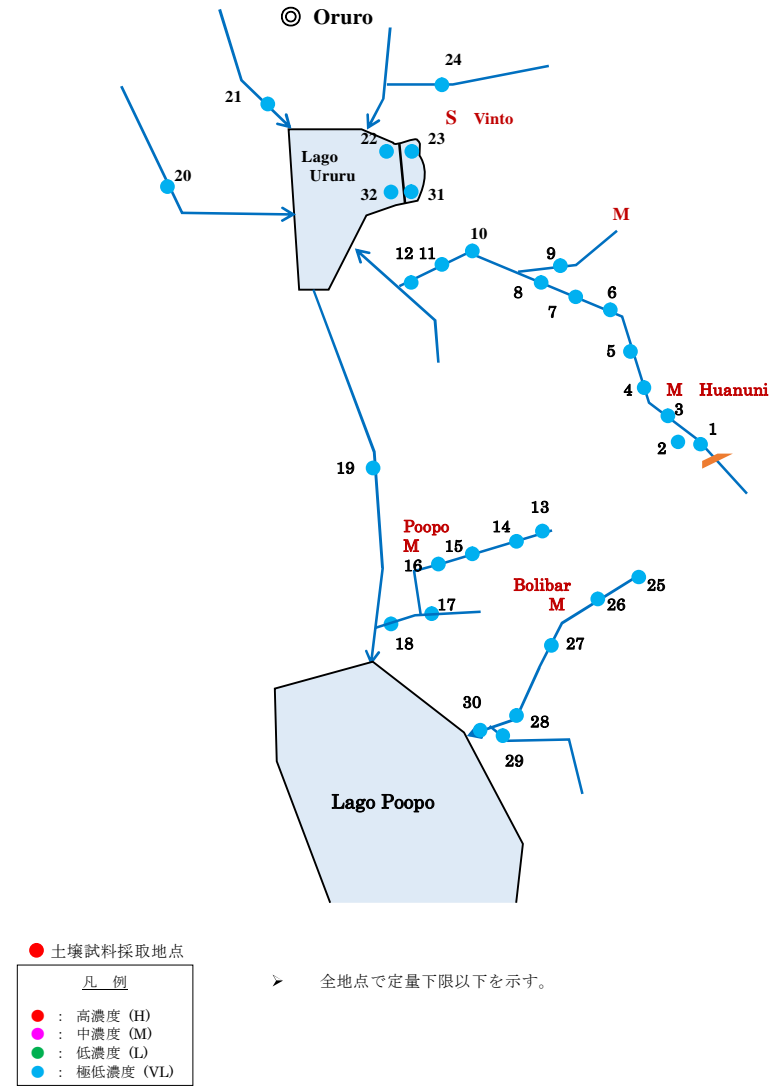 ◎ Oruro
24
21
S Vinto
22
23
Lago
Ururu
20
32
31
M
10
12
11
9
8
7
6
5
4
M Huanuni
3
1
2
19
13
Poopo
M
14
15
16
Bolibar
M
25
26
17
18
27
30
28
29
Lago Poopo
土壌試料採取地点
凡 例
： 高濃度 (H)
： 中濃度 (M)
： 低濃度 (L)
： 極低濃度 (VL)
➢ 全地点で定量下限以下を示す。